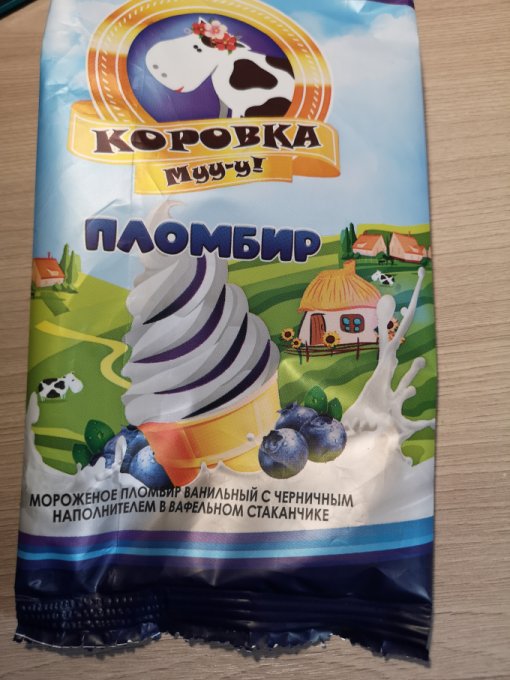 КОРОВКА
Муу-у!
ПЛОМБИР
МОРОЖЕНОЕ ПЛОМБИР ВАНИЛЬНЫЙ С ЧЕРНИЧНЫМ
НАПОЛНИТЕЛЕМ В ВАФЕЛЬНОМ СТАКАНЧИКЕ